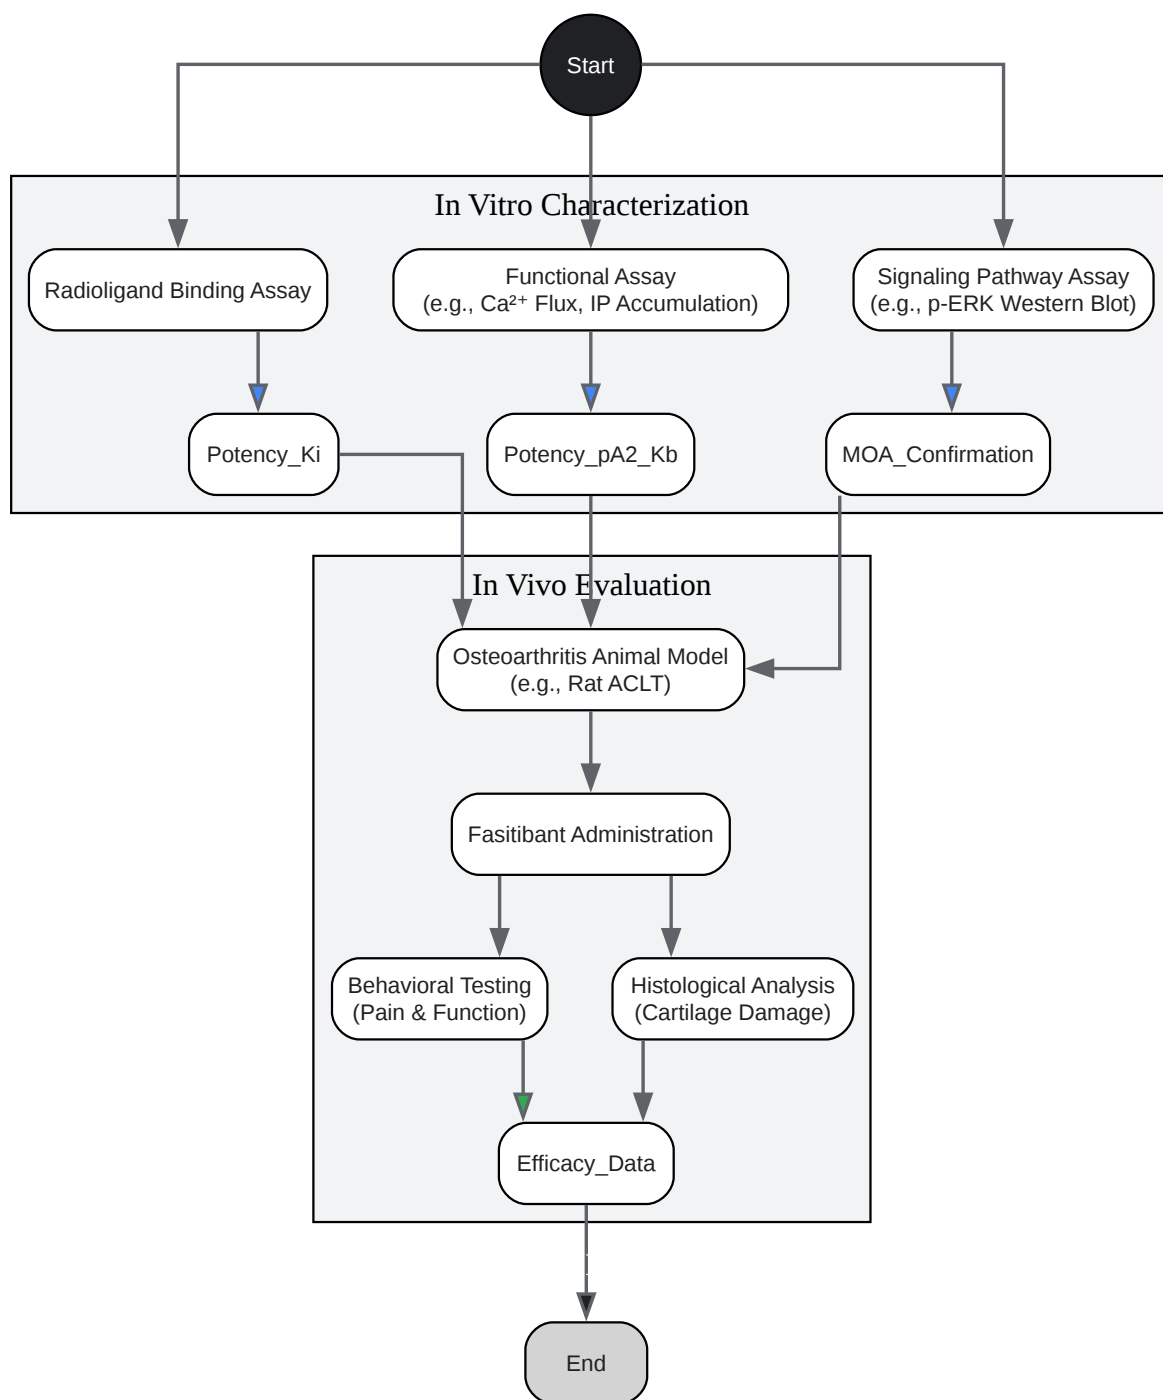 Start
In Vitro Characterization
Radioligand Binding Assay
Functional Assay
(e.g., Ca²⁺ Flux, IP Accumulation)
Signaling Pathway Assay
(e.g., p-ERK Western Blot)
Potency_Ki
Potency_pA2_Kb
MOA_Confirmation
In Vivo Evaluation
Osteoarthritis Animal Model
(e.g., Rat ACLT)
Fasitibant Administration
Behavioral Testing
(Pain & Function)
Histological Analysis
(Cartilage Damage)
Efficacy_Data
End